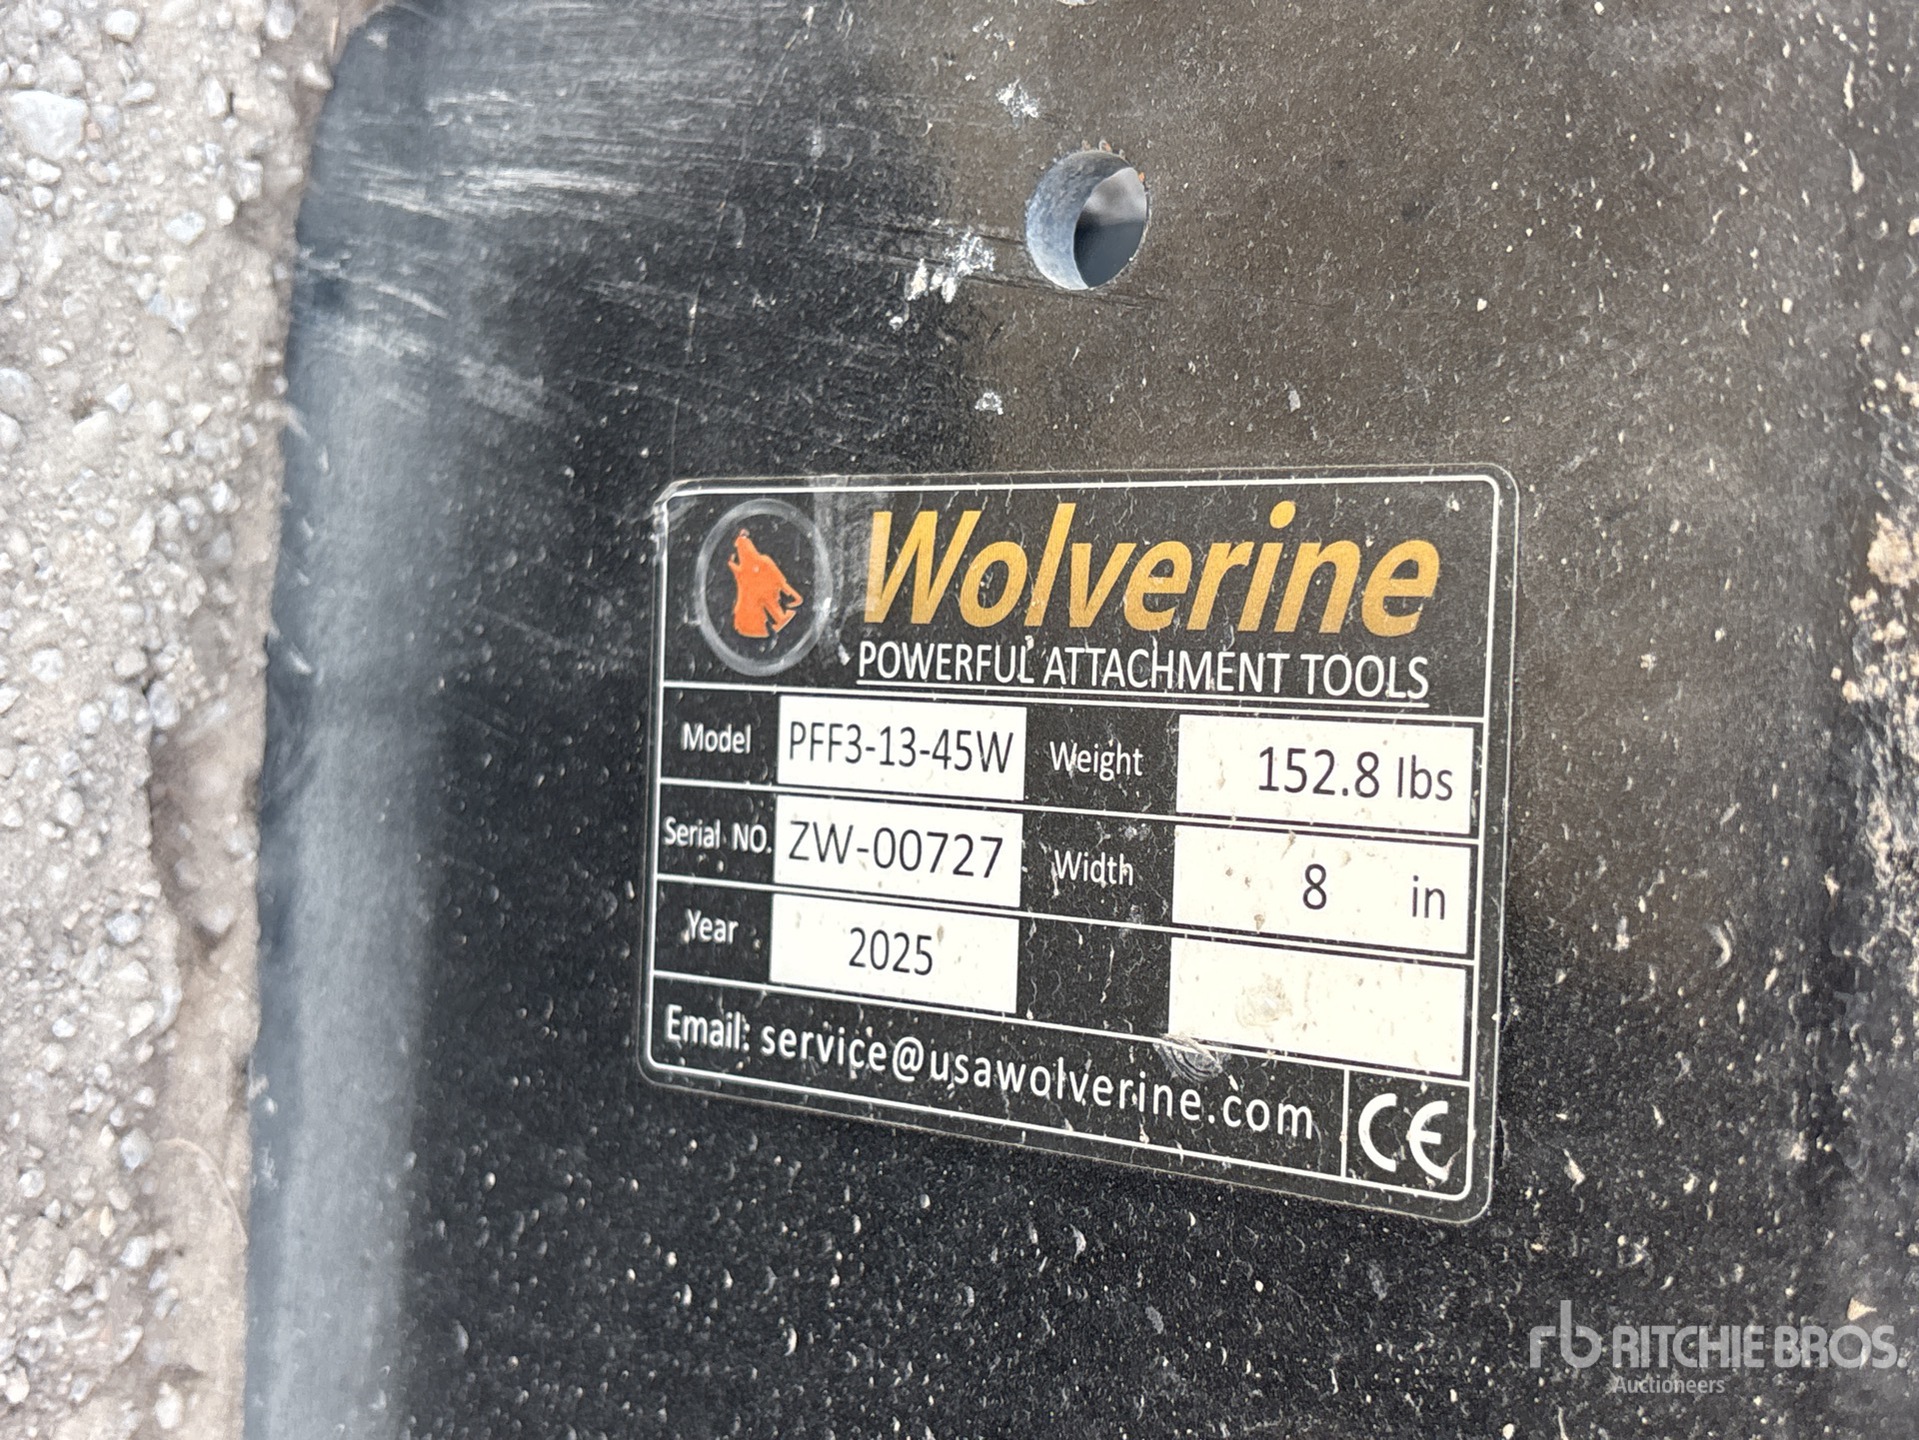 Wolverine
POWERFUL ATTACHMENT TOOLS
Model PFF3-13-45W Weight 152.8 lbs
Serial NO. ZW-00727 Width 8 in
Year 2025
Email: service@usawolverine.com CE
rb RITCHIE BROS.
Auctioneers